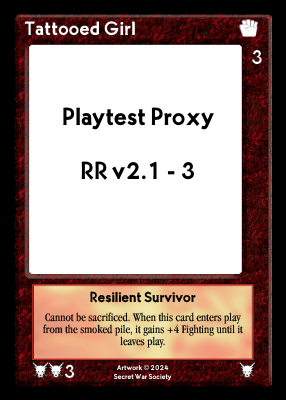 Tattooed Girl
3
Playtest Proxy
RR v2.1 - 3
Resilient Survivor
Cannot be sacrificed. When this card enters play
from the smoked pile, it gains +4 Fighting until it
leaves play.
3
Artwork © 2024
Secret War Society